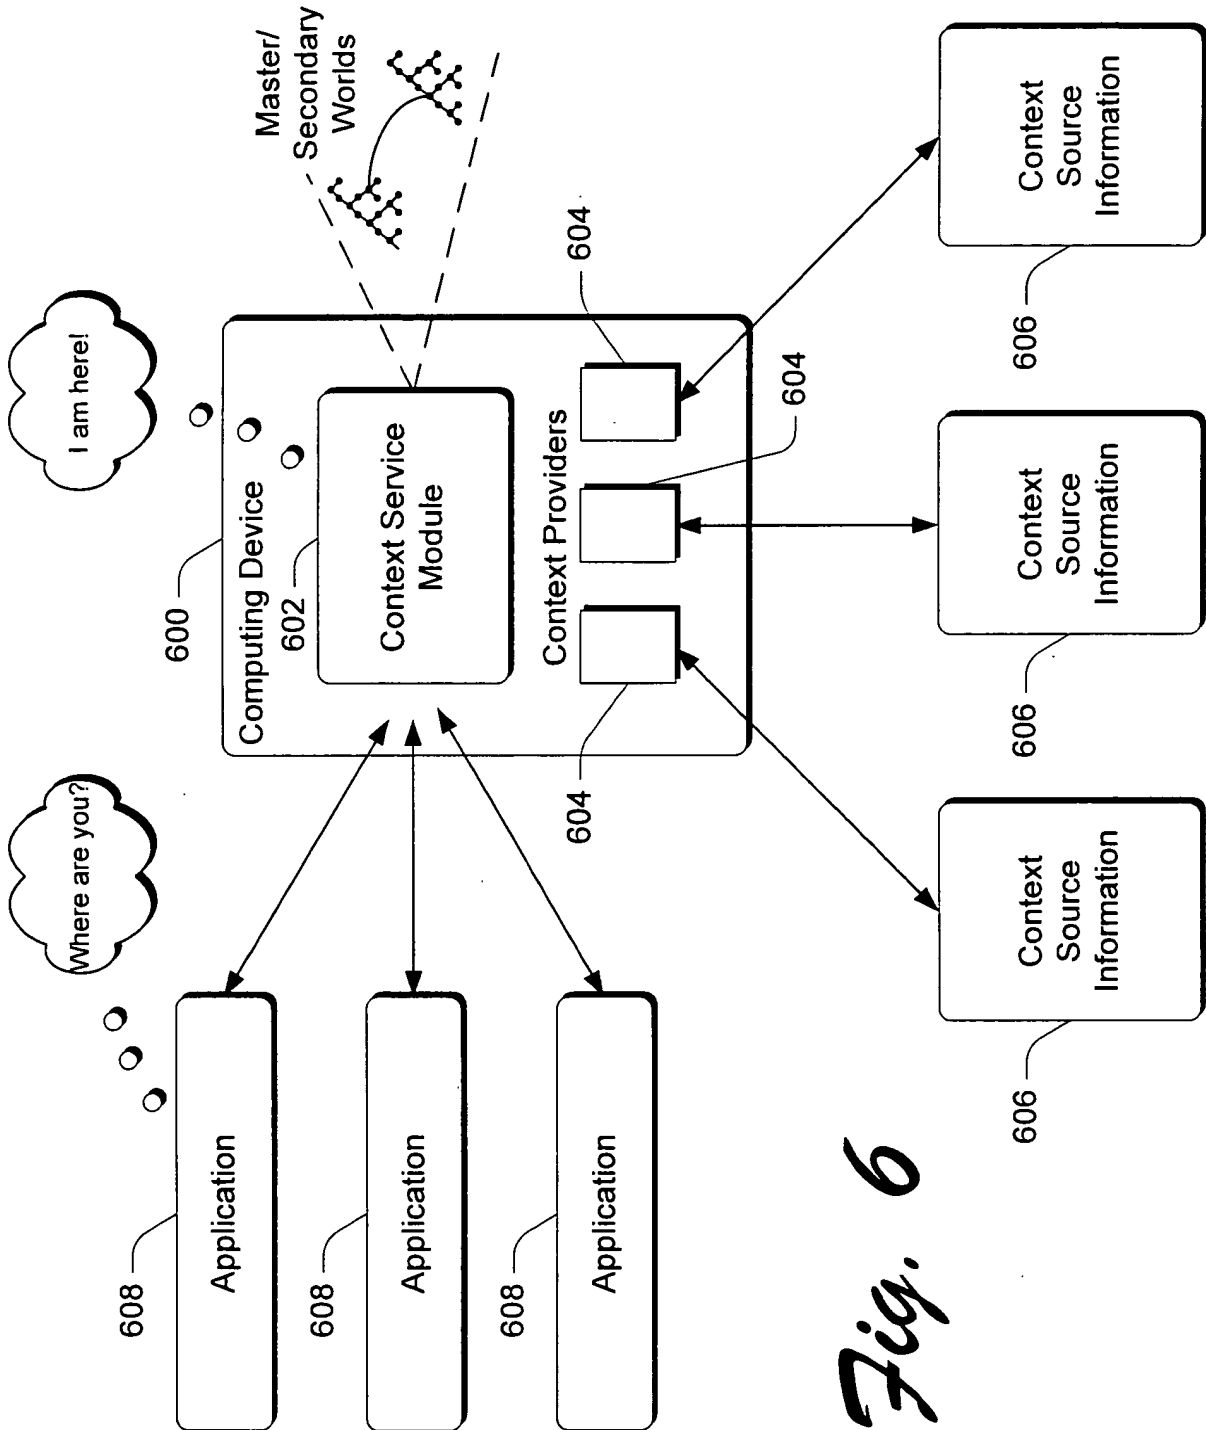 Where are you?
I am here!
600
Computing Device
602
Context Service
Module
Master/
Secondary
Worlds
608
Application
608
Application
608
Application
Context Providers
604
604
604
606
Context
Source
Information
606
Context
Source
Information
606
Context
Source
Information
Fig. 6